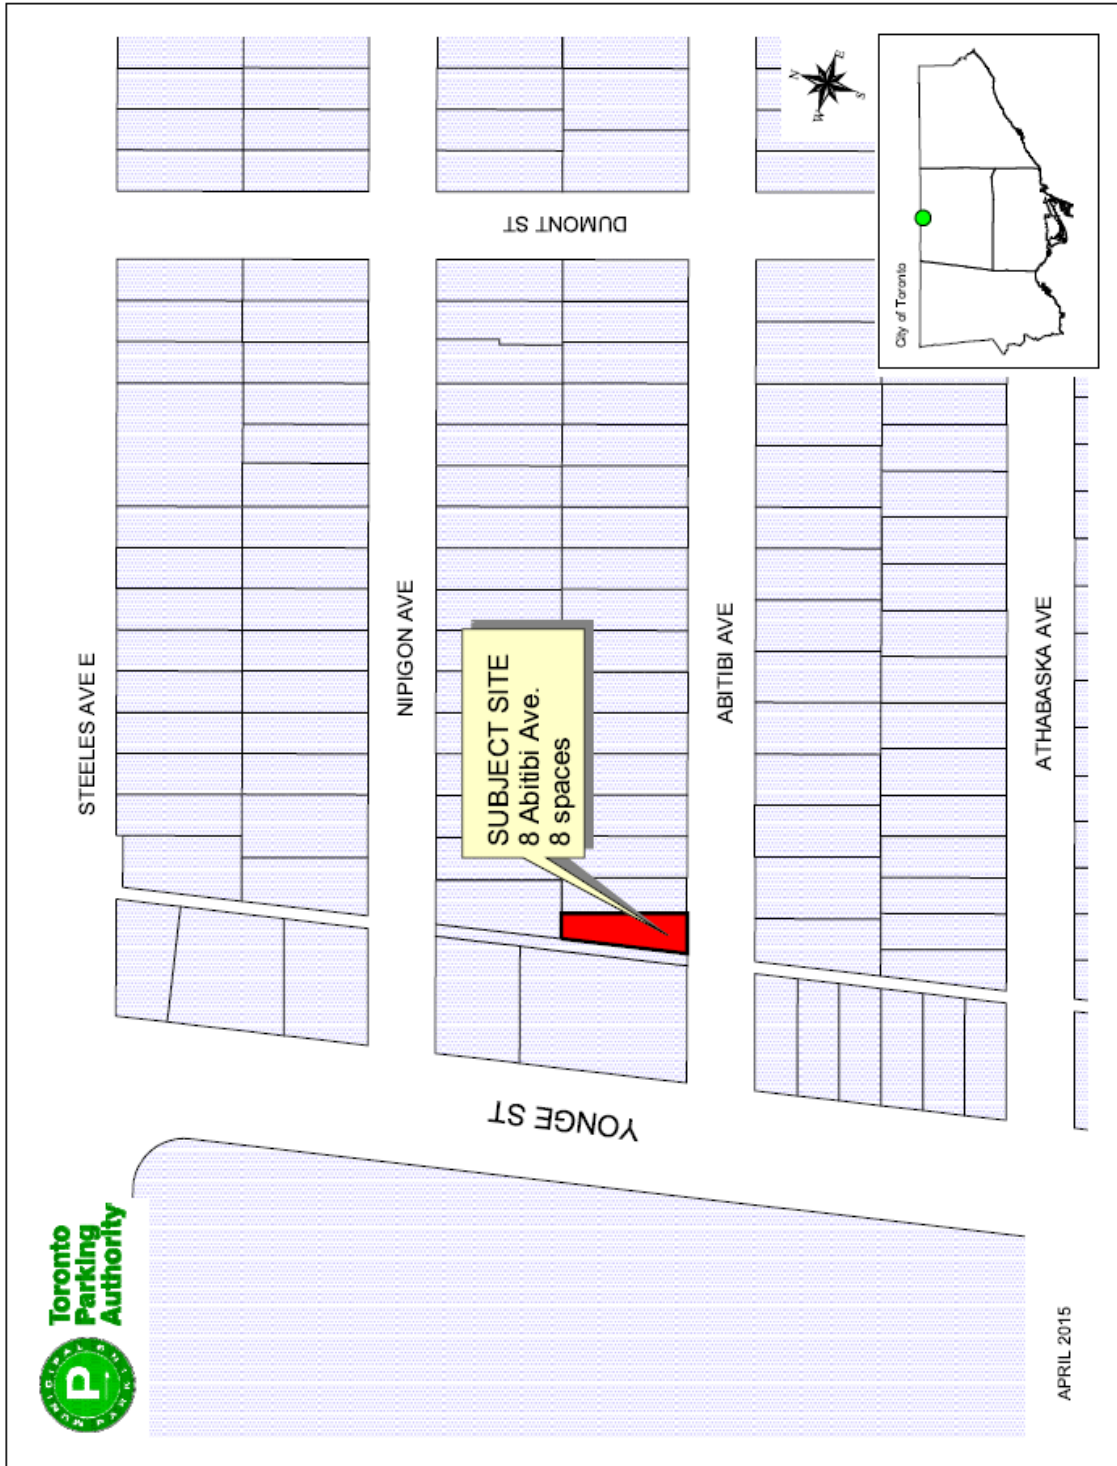 Toronto
Parking
Authority
MUNICIPAL
P
STEELES AVE E
NIPIGON AVE
SUBJECT SITE
8 Abitibi Ave.
8 spaces
ABITIBI AVE
ATHABASKA AVE
YONGE ST
DUMONT ST
N
E
S
W
City of Toronto
APRIL 2015